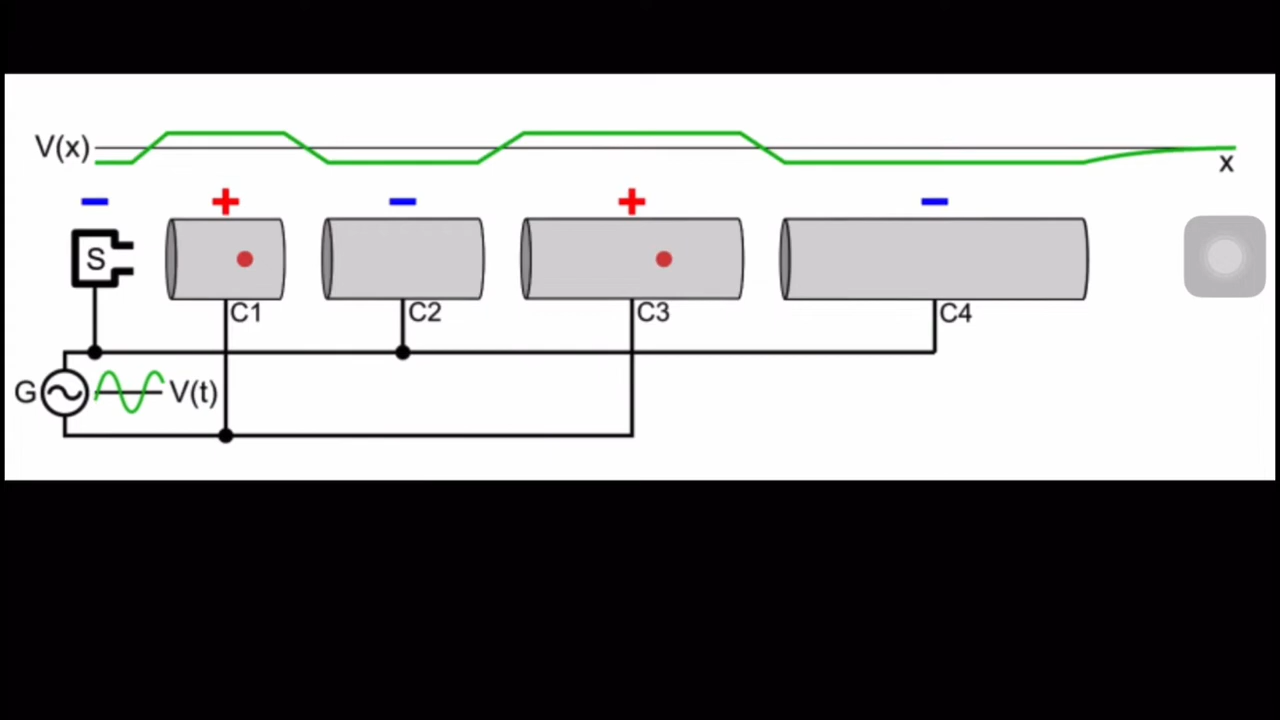 V(x)
x
− + − + −
S
C1 C2 C3 C4
G V(t)